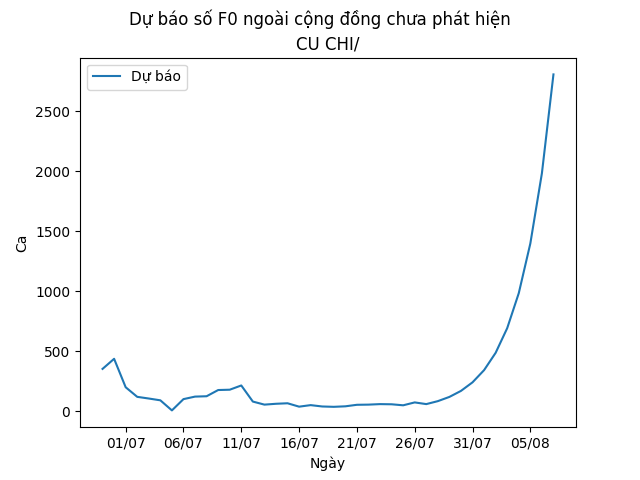 Dự báo số F0 ngoài cộng đồng chưa phát hiện
CU CHI/
Dự báo
2500
2000
1500
1000
500
0
Ca
01/07 06/07 11/07 16/07 21/07 26/07 31/07 05/08
Ngày